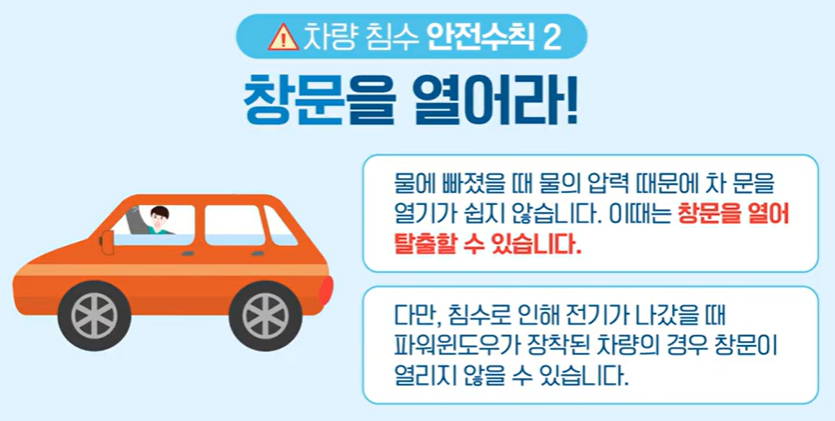 차량 침수 안전수칙 2
창문을 열어라!
물에 빠졌을 때 물의 압력 때문에 차 문을
열기가 쉽지 않습니다. 이때는 창문을 열어
탈출할 수 있습니다.
다만, 침수로 인해 전기가 나갔을 때
파워윈도우가 장착된 차량의 경우 창문이
열리지 않을 수 있습니다.